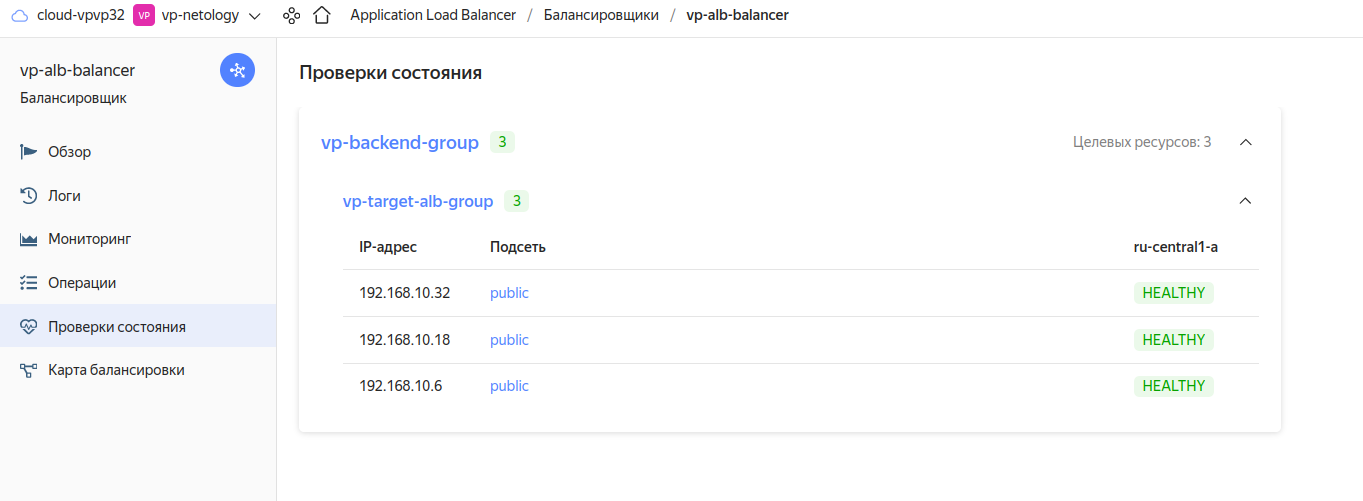 cloud-vpvp32 VP vp-netology Application Load Balancer / Балансировщики / vp-alb-balancer
vp-alb-balancer
Балансировщик
Обзор
Логи
Мониторинг
Операции
Проверки состояния
Карта балансировки
Проверки состояния
vp-backend-group 3 Целевых ресурсов: 3
vp-target-alb-group 3
IP-адрес Подсеть ru-central1-a
192.168.10.32 public HEALTHY
192.168.10.18 public HEALTHY
192.168.10.6 public HEALTHY